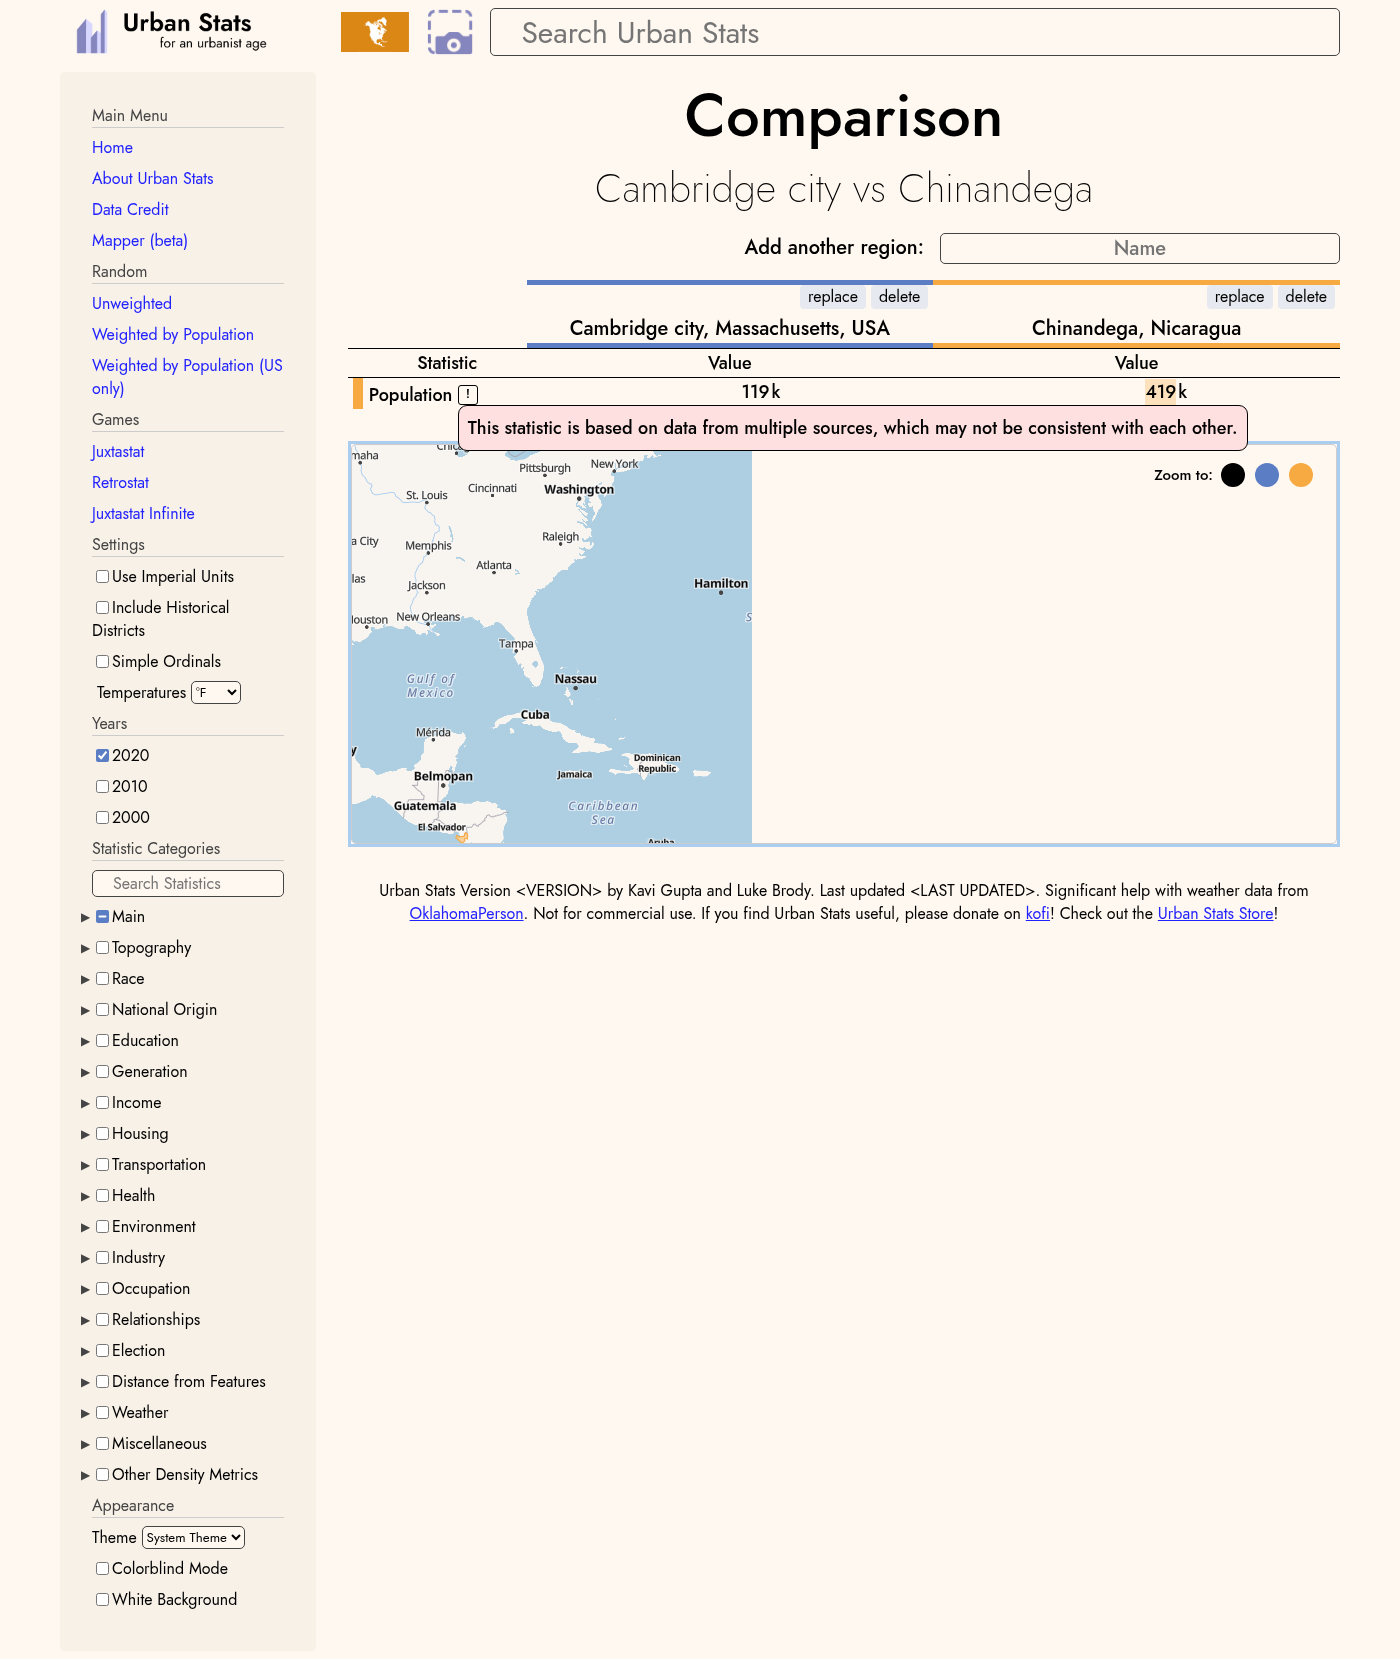 Urban Stats
for an urbanist age
Search Urban Stats
Main Menu
Home
About Urban Stats
Data Credit
Mapper (beta)
Random
Unweighted
Weighted by Population
Weighted by Population (US
only)
Games
Juxtastat
Retrostat
Juxtastat Infinite
Settings
Use Imperial Units
Include Historical
Districts
Simple Ordinals
Temperatures °F
Years
2020
2010
2000
Statistic Categories
Search Statistics
Main
Topography
Race
National Origin
Education
Generation
Income
Housing
Transportation
Health
Environment
Industry
Occupation
Relationships
Election
Distance from Features
Weather
Miscellaneous
Other Density Metrics
Appearance
Theme System Theme
Colorblind Mode
White Background
Comparison
Cambridge city vs Chinandega
Add another region: Name
replace delete replace delete
Cambridge city, Massachusetts, USA Chinandega, Nicaragua
Statistic Value Value
Population ! 119k 419k
This statistic is based on data from multiple sources, which may not be consistent with each other.
maha
Pittsburgh New York
Zoom to:
St. Louis Cincinnati Washington
a City Memphis Raleigh
Atlanta
las Jackson Hamilton
ouston New Orleans
S
Tampa
Gulf of
Mexico
Nassau
Cuba
Mérida
y
Dominican
Republic
Belmopan Jamaica
Guatemala Caribbean
Sea
El Salvador
Aruba
Urban Stats Version <VERSION> by Kavi Gupta and Luke Brody. Last updated <LAST UPDATED>. Significant help with weather data from
OklahomaPerson. Not for commercial use. If you find Urban Stats useful, please donate on kofi! Check out the Urban Stats Store!